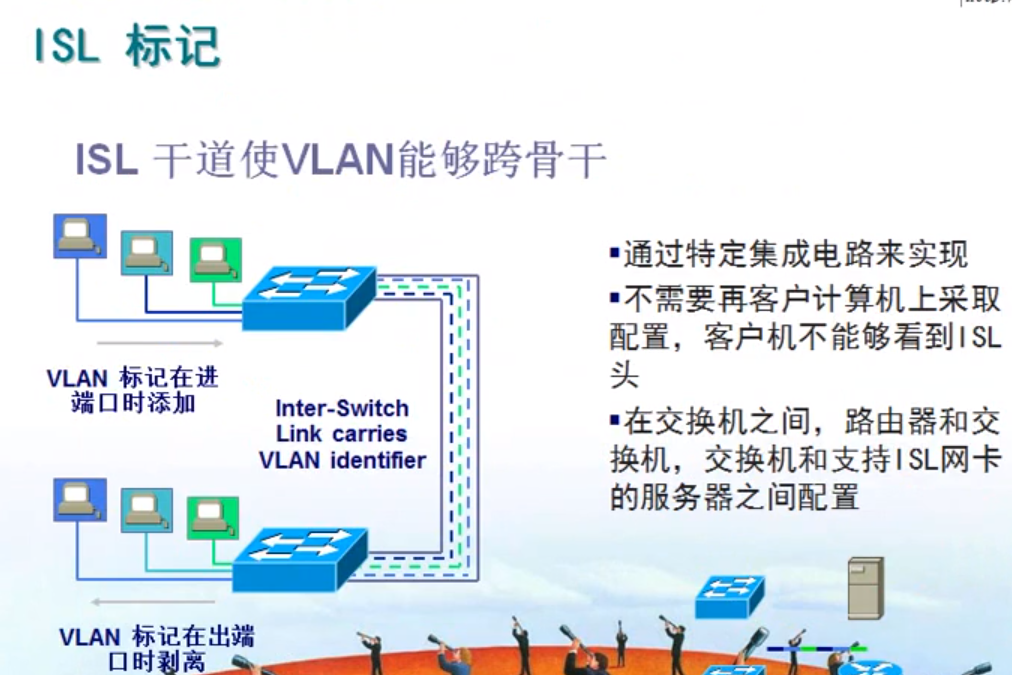 ISL 标记
ISL 干道使VLAN能够跨骨干
▪通过特定集成电路来实现
▪不需要再客户计算机上采取
配置，客户机不能够看到ISL
头
▪在交换机之间，路由器和交
换机，交换机和支持ISL网卡
的服务器之间配置
VLAN 标记在进
端口时添加
Inter-Switch
Link carries
VLAN identifier
VLAN 标记在出端
口时剥离